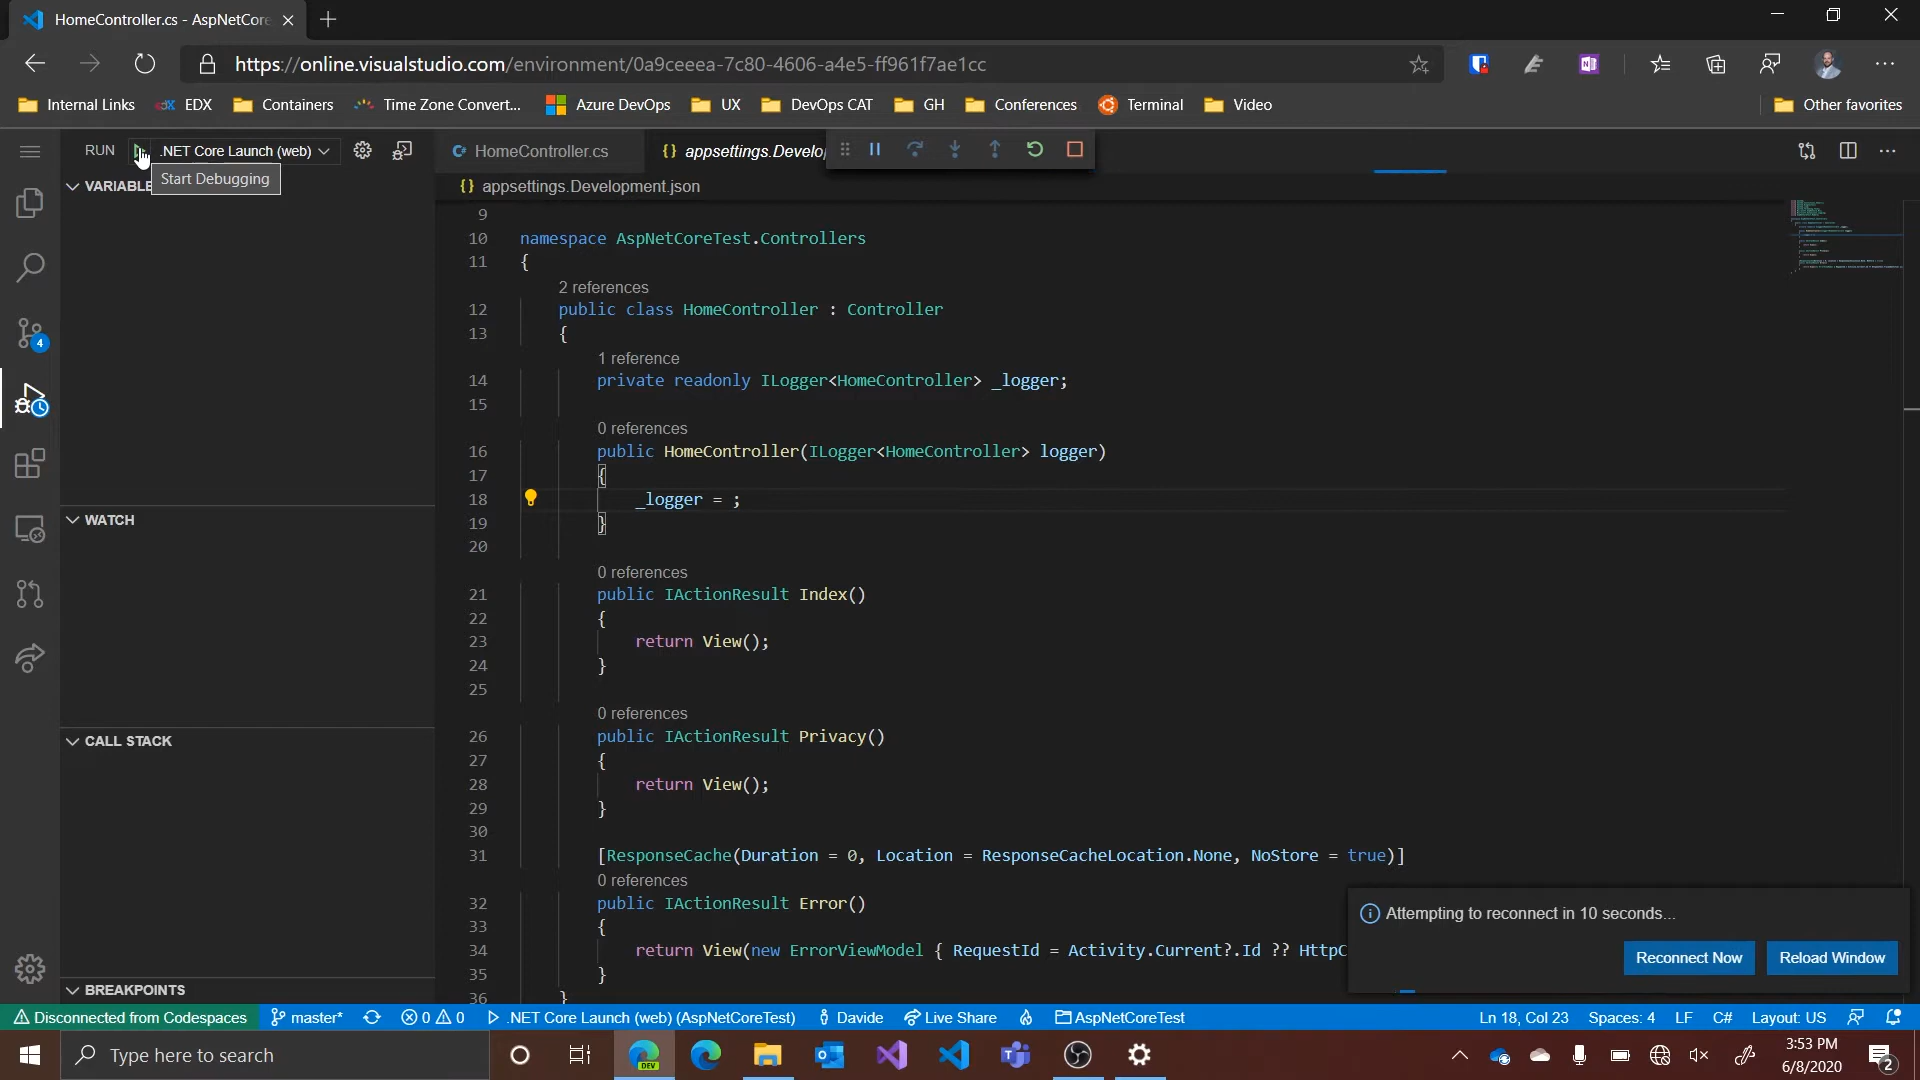 HomeController.cs - AspNetCore
https://online.visualstudio.com/environment/0a9ceeea-7c80-4606-a4e5-ff961f7ae1cc
Internal Links EDX Containers Time Zone Convert... Azure DevOps UX DevOps CAT GH Conferences Terminal Video Other favorites
RUN .NET Core Launch (web)
HomeController.cs {} appsettings.Develo
Start Debugging
VARIABLE
{} appsettings.Development.json
9
10 namespace AspNetCoreTest.Controllers
11 {
2 references
12 public class HomeController : Controller
13 {
1 reference
14 private readonly ILogger<HomeController> _logger;
15
0 references
16 public HomeController(ILogger<HomeController> logger)
17 {
18 _logger = ;
19 }
20
0 references
21 public IActionResult Index()
22 {
23 return View();
24 }
25
0 references
26 public IActionResult Privacy()
27 {
28 return View();
29 }
30
31 [ResponseCache(Duration = 0, Location = ResponseCacheLocation.None, NoStore = true)]
0 references
32 public IActionResult Error()
33 {
34 return View(new ErrorViewModel { RequestId = Activity.Current?.Id ?? HttpC
35 }
36 }
WATCH
CALL STACK
BREAKPOINTS
4
Attempting to reconnect in 10 seconds...
Reconnect Now Reload Window
Disconnected from Codespaces master* 0 0 .NET Core Launch (web) (AspNetCoreTest) Davide Live Share AspNetCoreTest Ln 18, Col 23 Spaces: 4 LF C# Layout: US
Type here to search
DEV
3:53 PM
6/8/2020
2